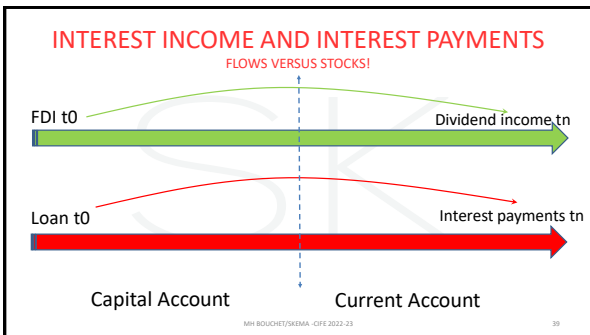 INTEREST INCOME AND INTEREST PAYMENTS
FLOWS VERSUS STOCKS!
FDI t0
Dividend income tn
Loan t0
Interest payments tn
Capital Account
Current Account
MH BOUCHET/SKEMA -CIFE 2022-23
39
SK